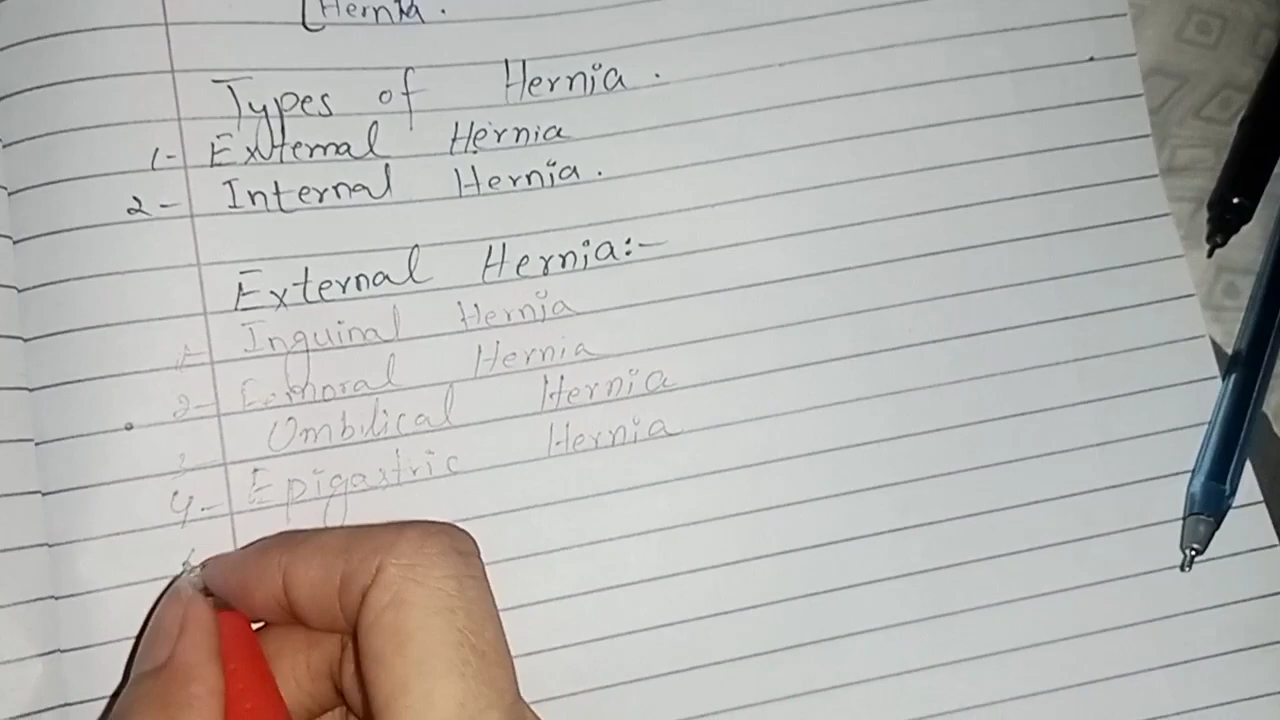 [Hernia.
Types of Hernia.
1- External Hernia
2- Internal Hernia.
External Hernia:-
1- Inguinal Hernia
2- Femoral Hernia
3- Umbilical Hernia
4- Epigastric Hernia